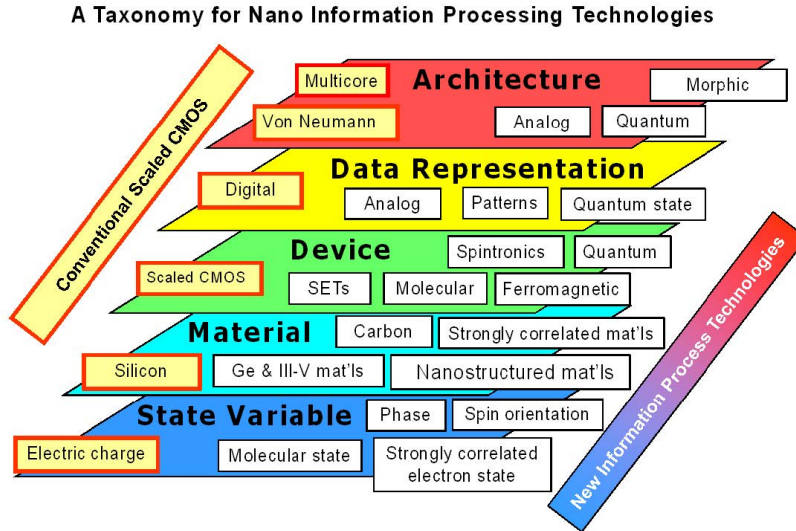 A Taxonomy for Nano Information Processing Technologies
Conventional Scaled CMOS
Multicore
Architecture
Morphic
Von Neumann
Analog
Quantum
Data Representation
Digital
Analog
Patterns
Quantum state
Device
Spintronics
Quantum
Scaled CMOS
SETs
Molecular
Ferromagnetic
Material
Carbon
Strongly correlated mat'ls
Silicon
Ge & III-V mat'ls
Nanostructured mat'ls
State Variable
Phase
Spin orientation
Electric charge
Molecular state
Strongly correlated
electron state
New Information Process Technologies